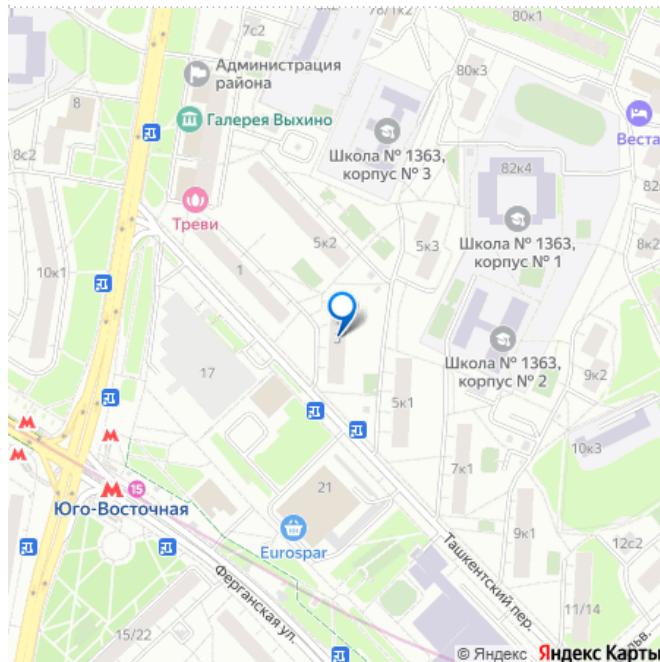 7с2
78/1к2
80к1
Администрация
района
80к3
8
Галерея Выхино
Веста
8с2
Школа № 1363,
корпус № 3
82к4
Треви
5к2
5к3
Школа № 1363,
корпус № 1
8к2
10к1
1
3
Школа № 1363,
корпус № 2
17
9к2
5к1
10к3
7к1
15
21
Юго-Восточная
Eurospar
9к1
Ташкентский пер.
12с2
Ферганская ул.
11/14
15/22
льв.
© Яндекс Яндекс Карты